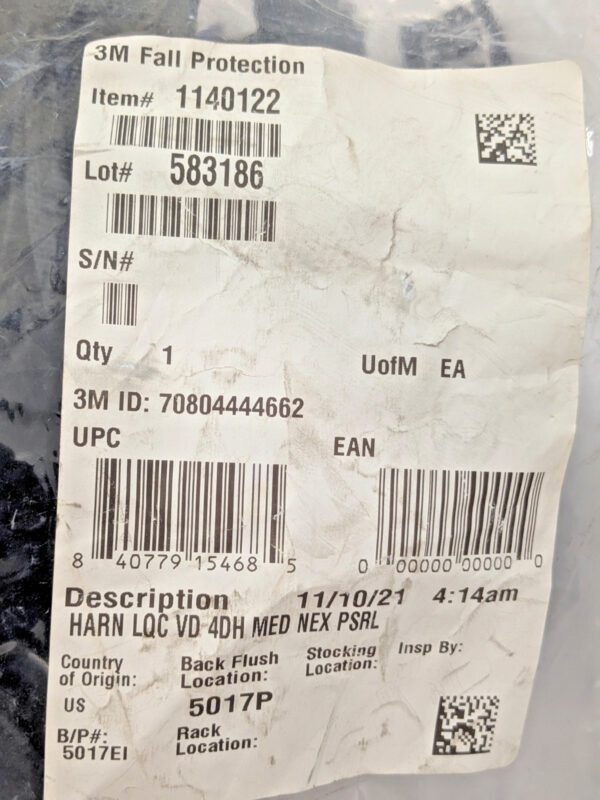 3M Fall Protection
Item# 1140122
Lot# 583186
S/N#
Qty 1 UofM EA
3M ID: 70804444662
UPC EAN
8 40779 15468 5 0 00000 00000 0
Description 11/10/21 4:14am
HARN LQC VD 4DH MED NEX PSRL
Country of Origin: US
Back Flush Location: 5017P
Stocking Location:
Insp By:
B/P#: 5017EI
Rack Location: